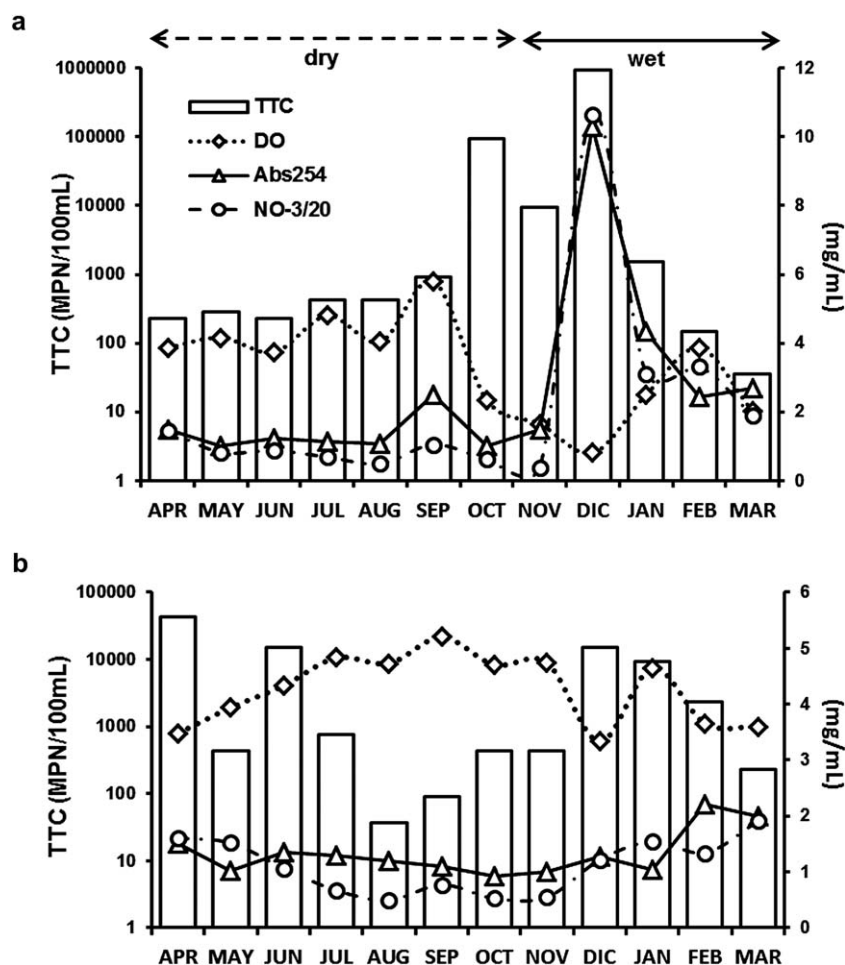 a
dry
wet
1000000
100000
10000
1000
100
10
1
TTC (MPN/100mL)
TTC
DO
Abs254
NO-3/20
12
10
8
6
4
2
0
(mg/mL)
APR MAY JUN JUL AUG SEP OCT NOV DIC JAN FEB MAR
b
100000
10000
1000
100
10
1
TTC (MPN/100mL)
6
5
4
3
2
1
0
(mg/mL)
APR MAY JUN JUL AUG SEP OCT NOV DIC JAN FEB MAR